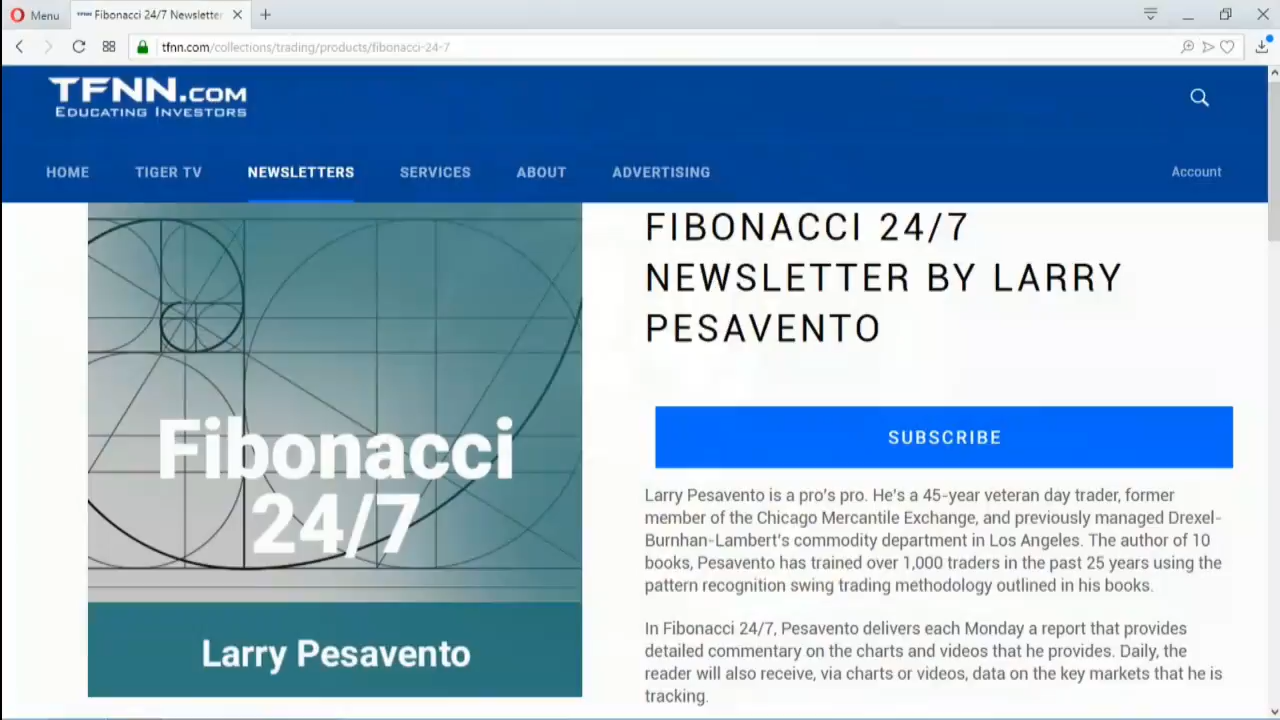 Menu
Fibonacci 24/7 Newsletter
tfnn.com/collections/trading/products/fibonacci-24-7
TFNN.COM
EDUCATING INVESTORS
HOME TIGER TV NEWSLETTERS SERVICES ABOUT ADVERTISING Account
FIBONACCI 24/7
NEWSLETTER BY LARRY
PESAVENTO
Fibonacci
24/7
Larry Pesavento
SUBSCRIBE
Larry Pesavento is a pro's pro. He's a 45-year veteran day trader, former
member of the Chicago Mercantile Exchange, and previously managed Drexel-
Burnhan-Lambert's commodity department in Los Angeles. The author of 10
books, Pesavento has trained over 1,000 traders in the past 25 years using the
pattern recognition swing trading methodology outlined in his books.
In Fibonacci 24/7, Pesavento delivers each Monday a report that provides
detailed commentary on the charts and videos that he provides. Daily, the
reader will also receive, via charts or videos, data on the key markets that he is
tracking.